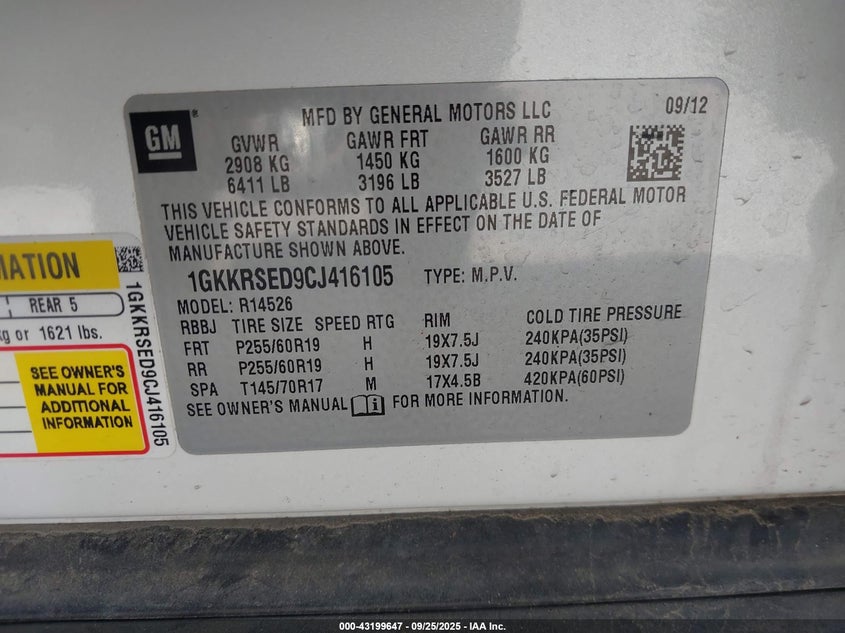 MFD BY GENERAL MOTORS LLC 09/12
GM
GVWR GAWR FRT GAWR RR
2908 KG 1450 KG 1600 KG
6411 LB 3196 LB 3527 LB
THIS VEHICLE CONFORMS TO ALL APPLICABLE U.S. FEDERAL MOTOR
VEHICLE SAFETY STANDARDS IN EFFECT ON THE DATE OF
MANUFACTURE SHOWN ABOVE.
1GKKRSED9CJ416105 TYPE: M.P.V.
MODEL: R14526
RBBJ TIRE SIZE SPEED RTG RIM COLD TIRE PRESSURE
FRT P255/60R19 H 19X7.5J 240KPA(35PSI)
RR P255/60R19 H 19X7.5J 240KPA(35PSI)
SPA T145/70R17 M 17X4.5B 420KPA(60PSI)
SEE OWNER'S MANUAL FOR MORE INFORMATION.
MATION
REAR 5
kg or 1621 lbs.
SEE OWNER'S
MANUAL FOR
ADDITIONAL
INFORMATION
1GKKRSED9CJ416105
000-43199647 - 09/25/2025 - IAA Inc.